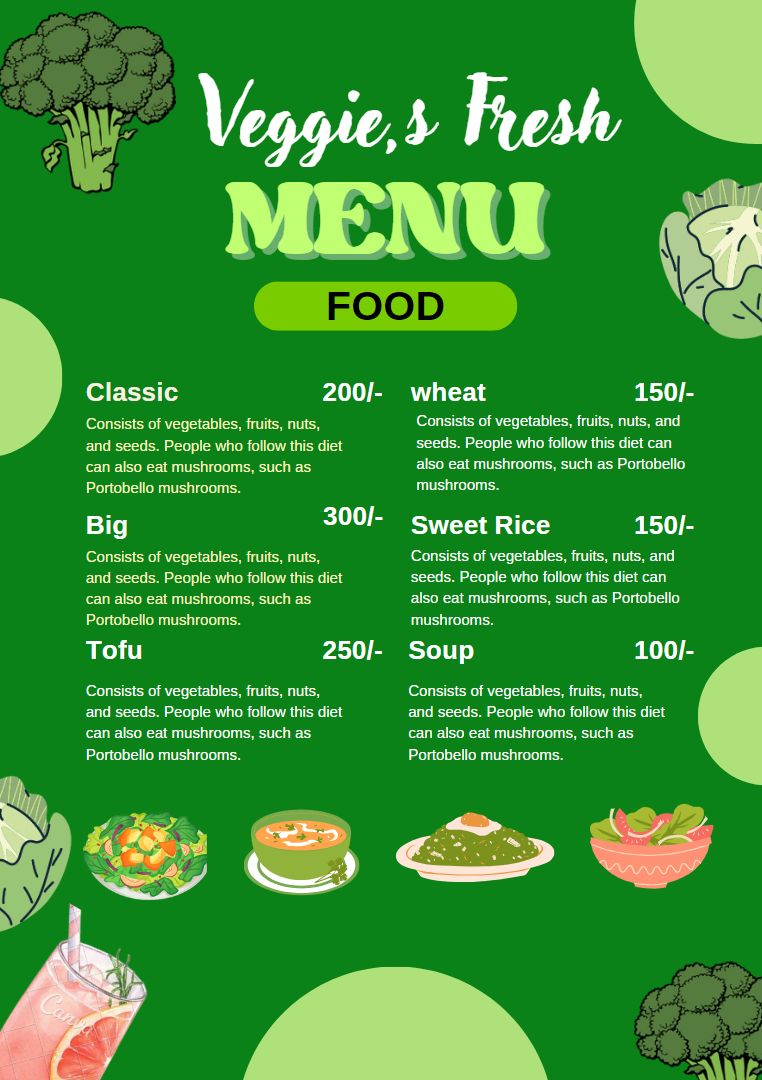 Veggie,s Fresh
MENU
FOOD
Classic 200/-
Consists of vegetables, fruits, nuts,
and seeds. People who follow this diet
can also eat mushrooms, such as
Portobello mushrooms.
wheat 150/-
Consists of vegetables, fruits, nuts, and
seeds. People who follow this diet can
also eat mushrooms, such as Portobello
mushrooms.
Big 300/-
Consists of vegetables, fruits, nuts,
and seeds. People who follow this diet
can also eat mushrooms, such as
Portobello mushrooms.
Sweet Rice 150/-
Consists of vegetables, fruits, nuts, and
seeds. People who follow this diet can
also eat mushrooms, such as Portobello
mushrooms.
Tofu 250/-
Consists of vegetables, fruits, nuts,
and seeds. People who follow this diet
can also eat mushrooms, such as
Portobello mushrooms.
Soup 100/-
Consists of vegetables, fruits, nuts,
and seeds. People who follow this diet
can also eat mushrooms, such as
Portobello mushrooms.
Canva